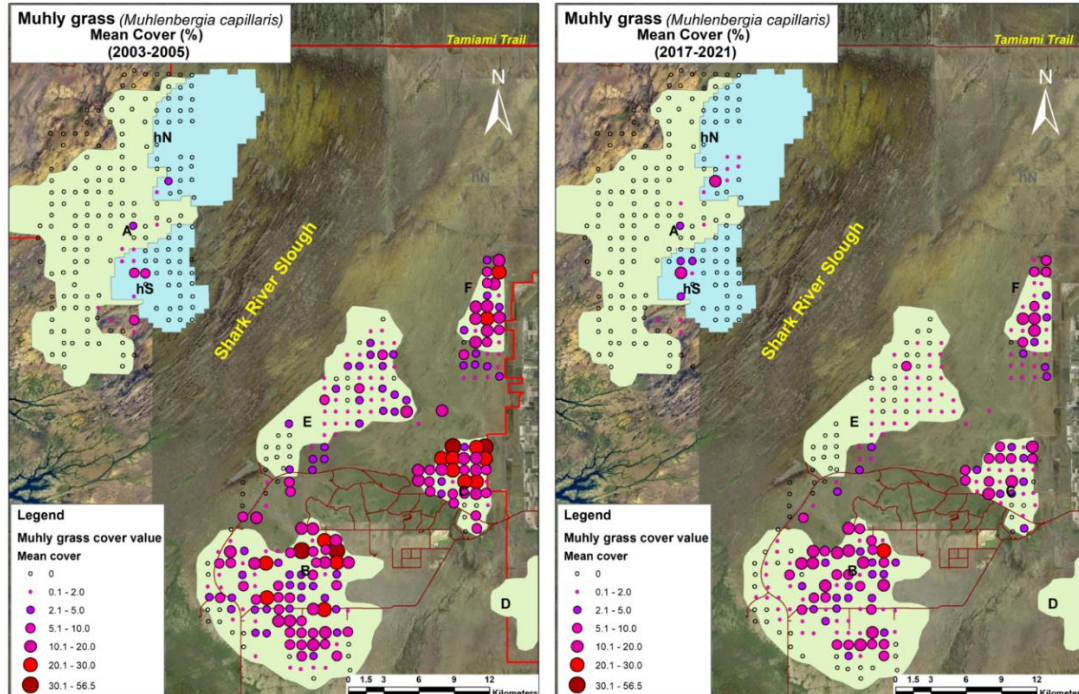 Muhly grass (Muhlenbergia capillaris)
Mean Cover (%)
(2003-2005)
Tamiami Trail
N
hN
A
hS
Shark River Slough
F
E
C
B
D
Legend
Muhly grass cover value
Mean cover
0
0.1 - 2.0
2.1 - 5.0
5.1 - 10.0
10.1 - 20.0
20.1 - 30.0
30.1 - 56.5
1.5 3 6 9 12
Kilometers
Muhly grass (Muhlenbergia capillaris)
Mean Cover (%)
(2017-2021)
Tamiami Trail
N
hN
hN
A
hS
Shark River Slough
F
E
C
B
D
Legend
Muhly grass cover value
Mean cover
0
0.1 - 2.0
2.1 - 5.0
5.1 - 10.0
10.1 - 20.0
20.1 - 30.0
30.1 - 56.5
1.5 3 6 9 12
Kilometers